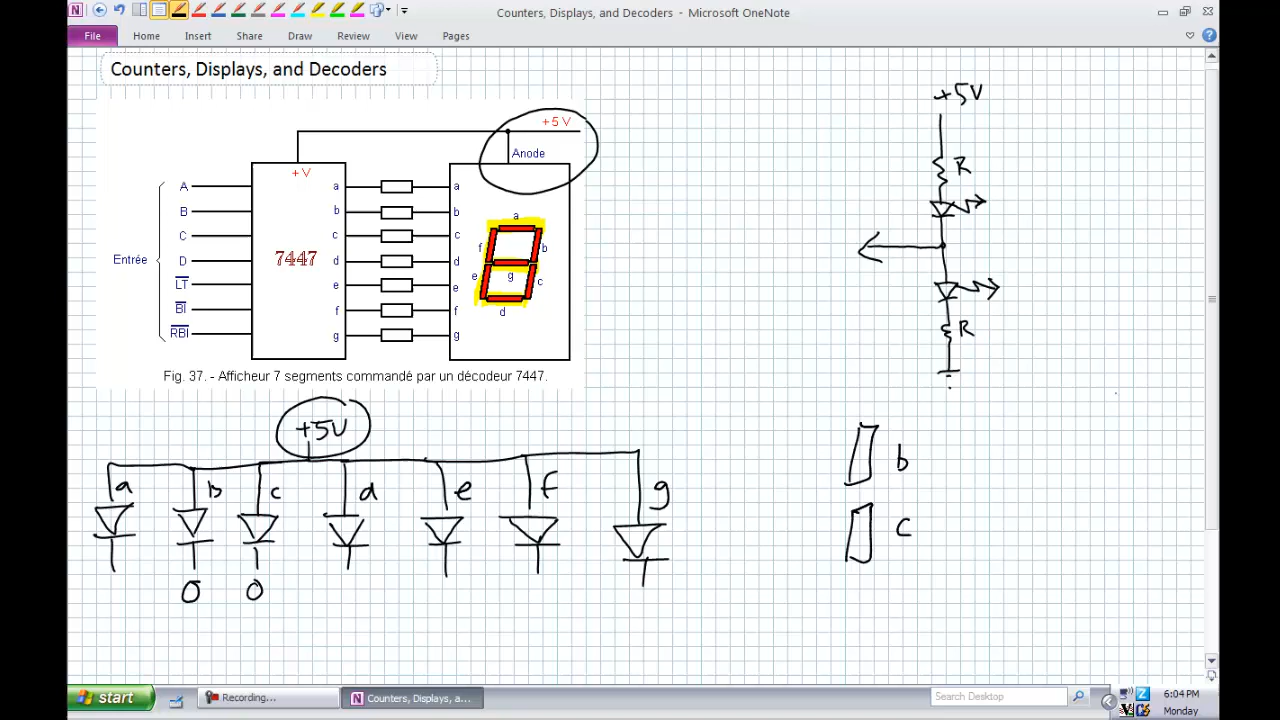 Counters, Displays, and Decoders - Microsoft OneNote
File Home Insert Share Draw Review View Pages
Counters, Displays, and Decoders
+5 V
Anode
+V
A a a a
B b b f b
C c c
Entrée D 7447 d d e g c
LT e e
BI f f d
RBI g g
Fig. 37. - Afficheur 7 segments commandé par un décodeur 7447.
+5V
R
R
+5V
a b c d e f g
0 0
b
c
start Recording... Counters, Displays, a... Search Desktop 6:04 PM
Monday